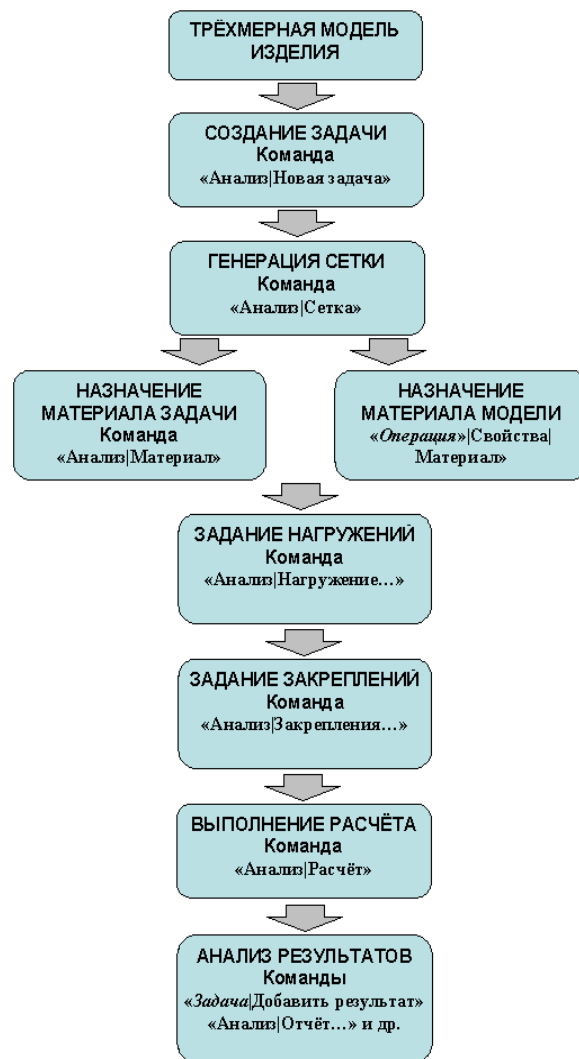 ТРЁХМЕРНАЯ МОДЕЛЬ
ИЗДЕЛИЯ
СОЗДАНИЕ ЗАДАЧИ
Команда
«Анализ|Новая задача»
ГЕНЕРАЦИЯ СЕТКИ
Команда
«Анализ|Сетка»
НАЗНАЧЕНИЕ
МАТЕРИАЛА ЗАДАЧИ
Команда
«Анализ|Материал»
НАЗНАЧЕНИЕ
МАТЕРИАЛА МОДЕЛИ
«Операция»|Свойства|
Материал»
ЗАДАНИЕ НАГРУЖЕНИЙ
Команда
«Анализ|Нагружение...»
ЗАДАНИЕ ЗАКРЕПЛЕНИЙ
Команда
«Анализ|Закрепления...»
ВЫПОЛНЕНИЕ РАСЧЁТА
Команда
«Анализ|Расчёт»
АНАЛИЗ РЕЗУЛЬТАТОВ
Команды
«Задача|Добавить результат»
«Анализ|Отчёт...» и др.